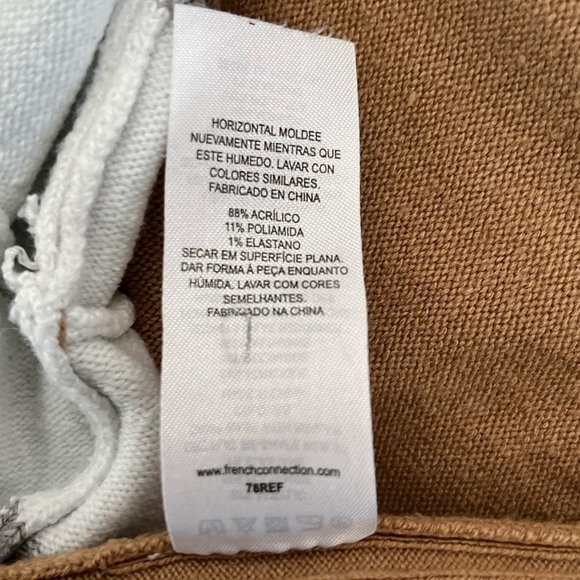 HORIZONTAL MOLDEE
NUEVAMENTE MIENTRAS QUE
ESTE HUMEDO. LAVAR CON
COLORES SIMILARES.
FABRICADO EN CHINA
88% ACRÍLICO
11% POLIAMIDA
1% ELASTANO
SECAR EM SUPERFÍCIE PLANA.
DAR FORMA À PEÇA ENQUANTO
HÚMIDA. LAVAR COM CORES
SEMELHANTES.
FABRICADO NA CHINA
www.frenchconnection.com
78REF